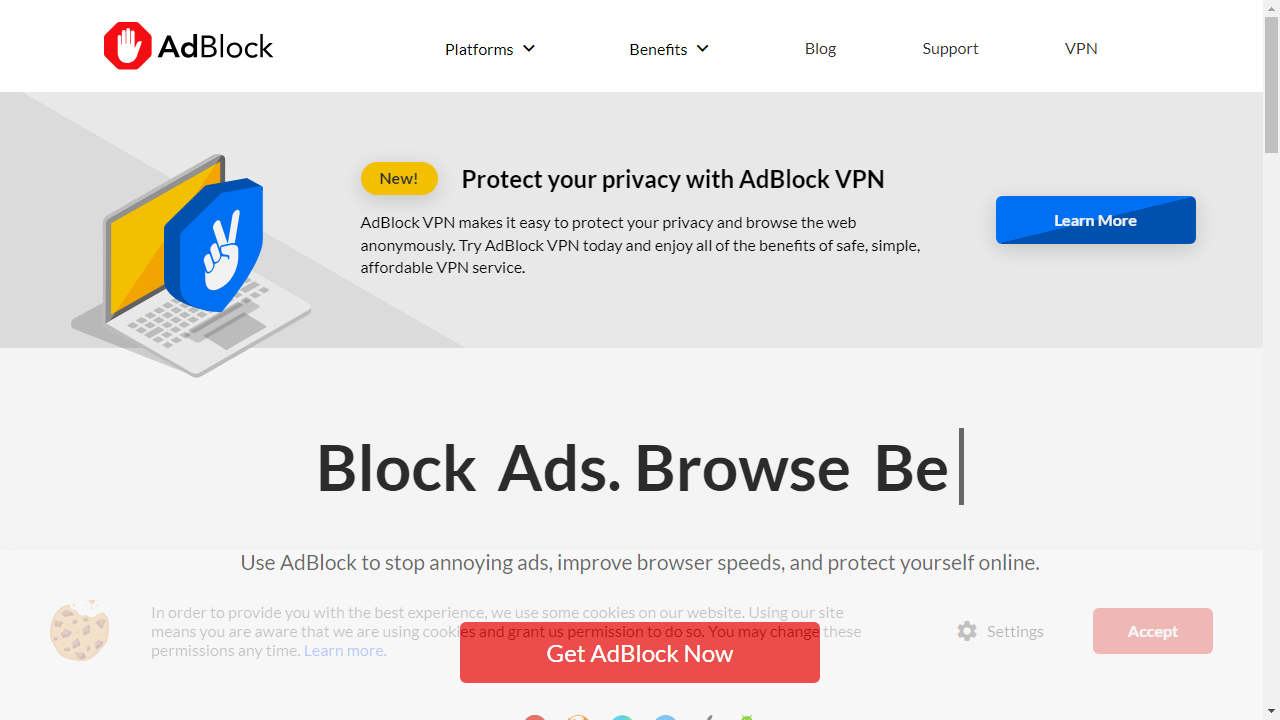 AdBlock
Platforms
Benefits
Blog
Support
VPN
New!
Protect your privacy with AdBlock VPN
AdBlock VPN makes it easy to protect your privacy and browse the web
anonymously. Try AdBlock VPN today and enjoy all of the benefits of safe, simple,
affordable VPN service.
Learn More
Block Ads. Browse Be
Use AdBlock to stop annoying ads, improve browser speeds, and protect yourself online.
In order to provide you with the best experience, we use some cookies on our website. Using our site
means you are aware that we are using cookies and grant us permission to do so. You may change these
permissions any time. Learn more.
Settings
Accept
Get AdBlock Now